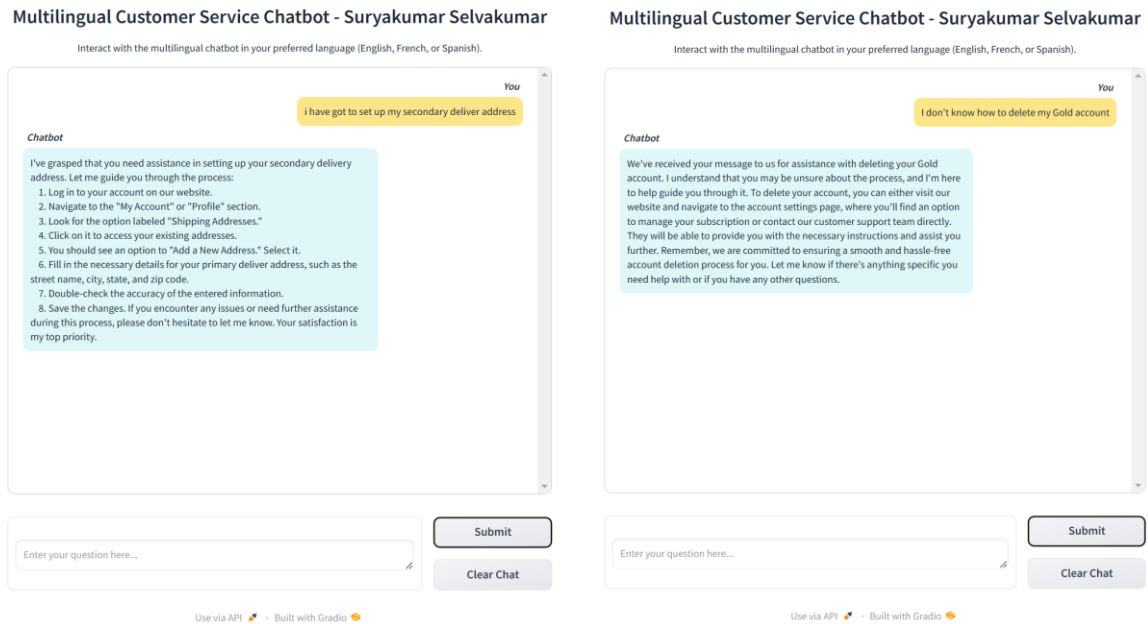 Multilingual Customer Service Chatbot - Suryakumar Selvakumar
Interact with the multilingual chatbot in your preferred language (English, French, or Spanish).
You
i have got to set up my secondary deliver address
Chatbot
I've grasped that you need assistance in setting up your secondary delivery
address. Let me guide you through the process:
1. Log in to your account on our website.
2. Navigate to the "My Account" or "Profile" section.
3. Look for the option labeled "Shipping Addresses."
4. Click on it to access your existing addresses.
5. You should see an option to "Add a New Address." Select it.
6. Fill in the necessary details for your primary deliver address, such as the
street name, city, state, and zip code.
7. Double-check the accuracy of the entered information.
8. Save the changes. If you encounter any issues or need further assistance
during this process, please don't hesitate to let me know. Your satisfaction is
my top priority.
Enter your question here...
Submit
Clear Chat
Use via API · Built with Gradio
Multilingual Customer Service Chatbot - Suryakumar Selvakumar
Interact with the multilingual chatbot in your preferred language (English, French, or Spanish).
You
I don't know how to delete my Gold account
Chatbot
We've received your message to us for assistance with deleting your Gold
account. I understand that you may be unsure about the process, and I'm here
to help guide you through it. To delete your account, you can either visit our
website and navigate to the account settings page, where you'll find an option
to manage your subscription or contact our customer support team directly.
They will be able to provide you with the necessary instructions and assist you
further. Remember, we are committed to ensuring a smooth and hassle-free
account deletion process for you. Let me know if there's anything specific you
need help with or if you have any other questions.
Enter your question here...
Submit
Clear Chat
Use via API · Built with Gradio